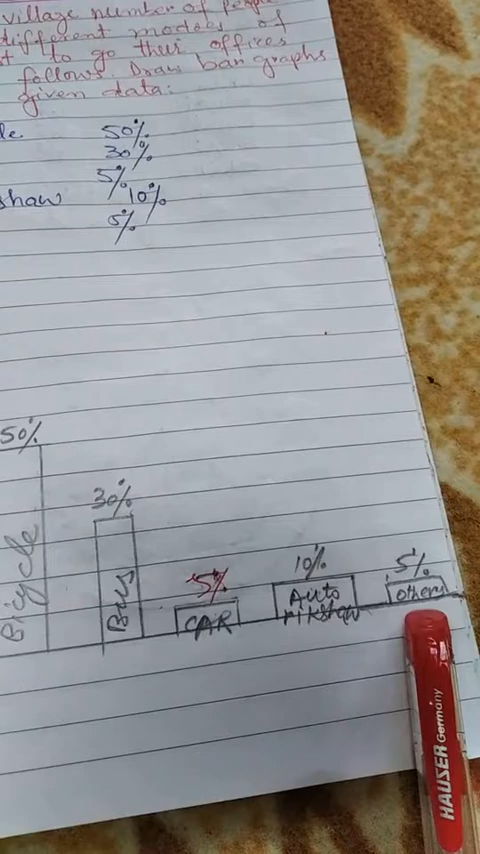 village number of people
different modes of
t to go their offices
follows. Draw bar graphs
given data:
le. 50%
30%
5%
shaw 10%
5%
50%
30%
5%
10%
5%
Bicycle
Bus
CAR
Auto
rikshaw
others
HAUSER Germany